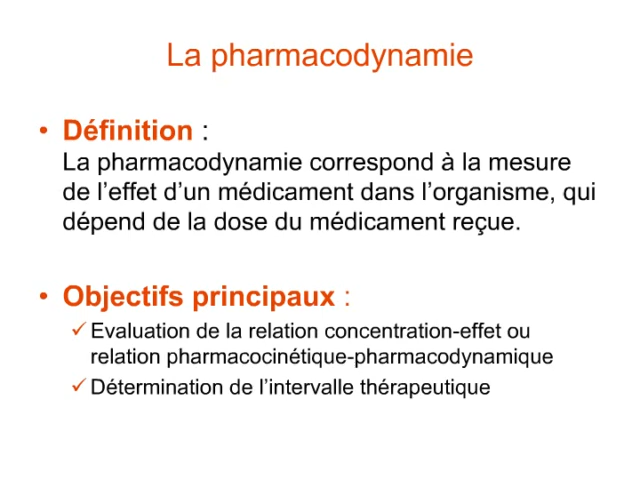 La pharmacodynamie
• Définition :
La pharmacodynamie correspond à la mesure
de l’effet d’un médicament dans l’organisme, qui
dépend de la dose du médicament reçue.
• Objectifs principaux :
✓ Evaluation de la relation concentration-effet ou
relation pharmacocinétique-pharmacodynamique
✓ Détermination de l’intervalle thérapeutique